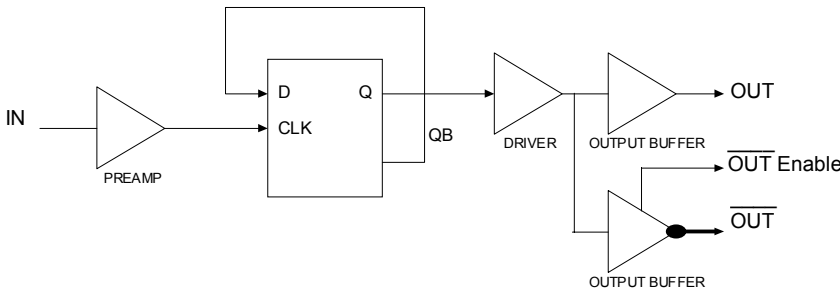 IN
PREAMP
D
Q
CLK
QB
DRIVER
OUTPUT BUFFER
OUT
OUT Enable
OUT
OUTPUT BUFFER